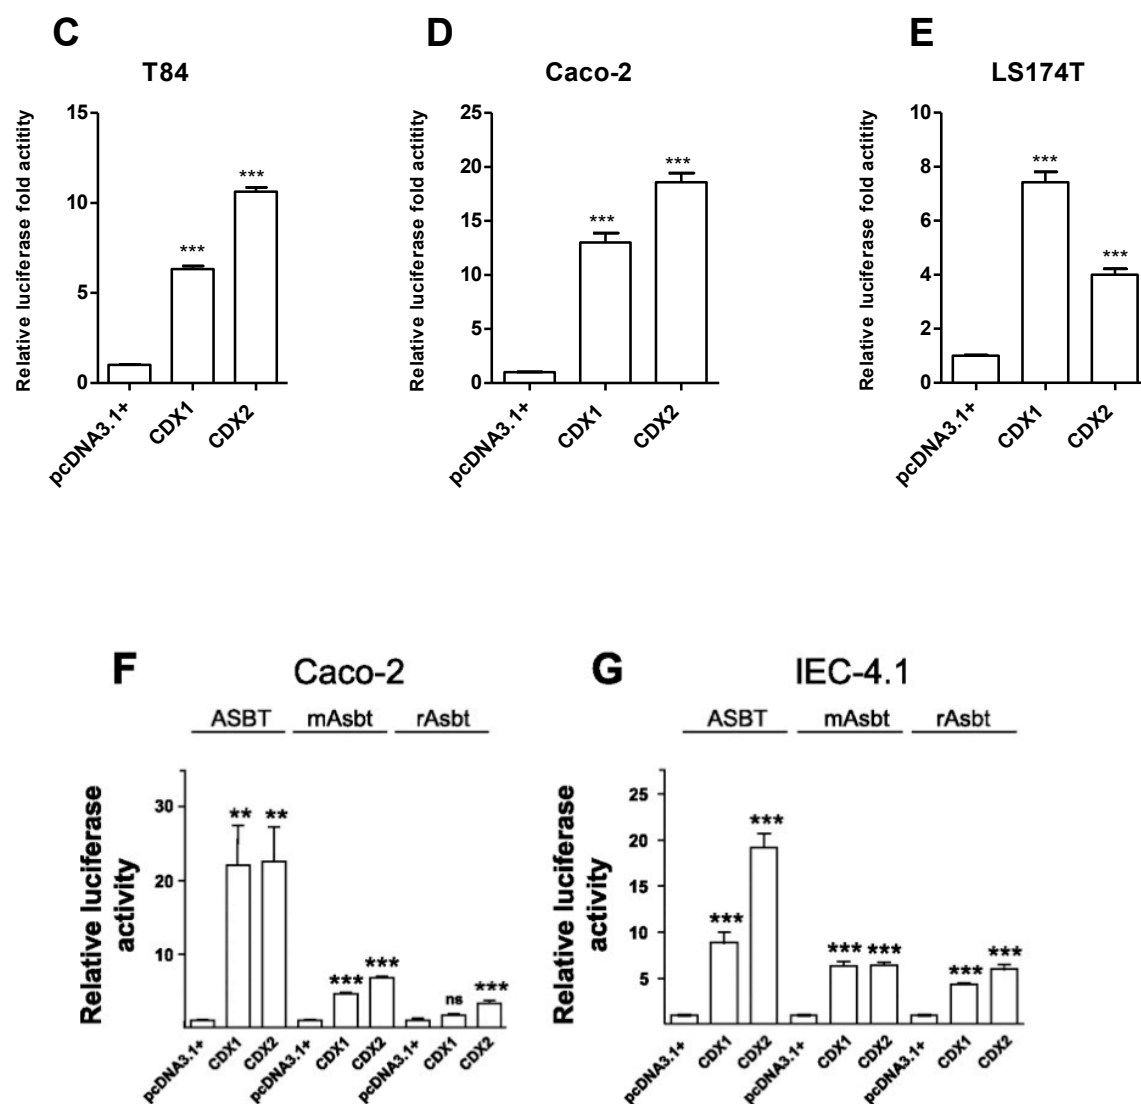 C
T84
Relative luciferase fold actitity
15
10
5
0
***
***
pcDNA3.1+
CDX1
CDX2
D
Caco-2
Relative luciferase fold actitity
25
20
15
10
5
0
***
***
pcDNA3.1+
CDX1
CDX2
E
LS174T
Relative luciferase fold actitity
10
8
6
4
2
0
***
***
pcDNA3.1+
CDX1
CDX2
F
Caco-2
ASBT mAsbt rAsbt
Relative luciferase
activity
30
20
10
** ** *** *** ns ***
pcDNA3.1+
CDX1
CDX2
pcDNA3.1+
CDX1
CDX2
pcDNA3.1+
CDX1
CDX2
G
IEC-4.1
ASBT mAsbt rAsbt
Relative luciferase
activity
25
20
15
10
5
*** *** *** *** *** ***
pcDNA3.1+
CDX1
CDX2
pcDNA3.1+
CDX1
CDX2
pcDNA3.1+
CDX1
CDX2